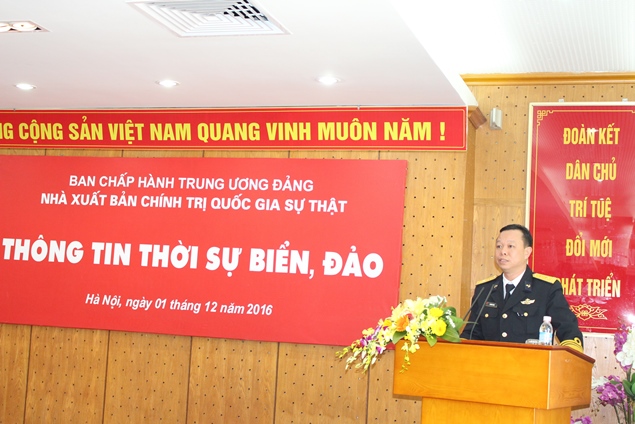 NG CỘNG SẢN VIỆT NAM QUANG VINH MUÔN NĂM !
BAN CHẤP HÀNH TRUNG ƯƠNG ĐẢNG
NHÀ XUẤT BẢN CHÍNH TRỊ QUỐC GIA SỰ THẬT
THÔNG TIN THỜI SỰ BIỂN, ĐẢO
Hà Nội, ngày 01 tháng 12 năm 2016
ĐOÀN KẾT
DÂN CHỦ
TRÍ TUỆ
ĐỔI MỚI
PHÁT TRIỂN